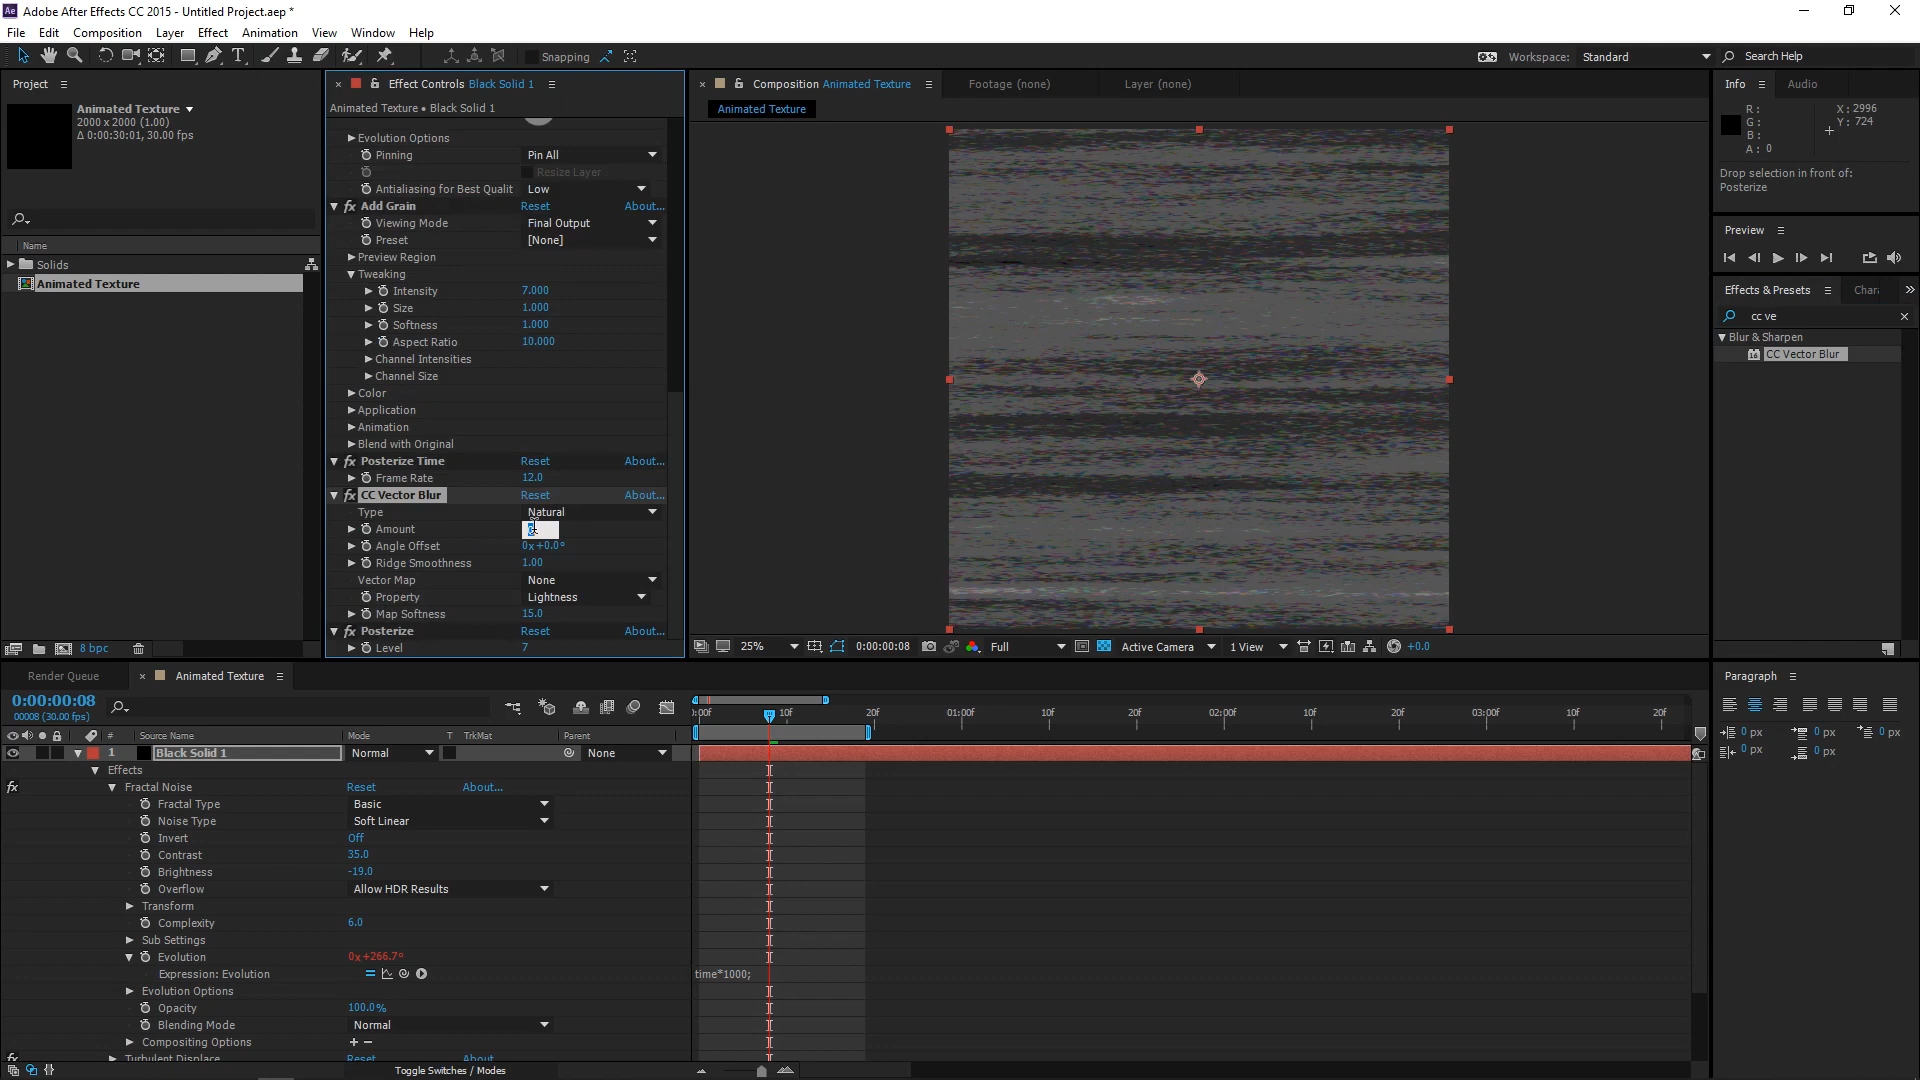 Adobe After Effects CC 2015 - Untitled Project.aep *
File Edit Composition Layer Effect Animation View Window Help
Snapping
Workspace: Standard
Search Help
Project
Animated Texture
2000 x 2000 (1.00)
Δ 0:00:30:01, 30.00 fps
Name
Solids
Animated Texture
8 bpc
Effect Controls Black Solid 1
Animated Texture • Black Solid 1
Evolution Options
Pinning Pin All
Resize Layer
Antialiasing for Best Qualit Low
fx Add Grain Reset About...
Viewing Mode Final Output
Preset [None]
Preview Region
Tweaking
Intensity 7.000
Size 1.000
Softness 1.000
Aspect Ratio 10.000
Channel Intensities
Channel Size
Color
Application
Animation
Blend with Original
fx Posterize Time Reset About...
Frame Rate 12.0
fx CC Vector Blur Reset About...
Type Natural
Amount
Angle Offset 0x+0.0°
Ridge Smoothness 1.00
Vector Map None
Property Lightness
Map Softness 15.0
fx Posterize Reset About...
Level 7
Composition Animated Texture
Footage (none)
Layer (none)
Animated Texture
25% 0:00:00:08 Full Active Camera 1 View +0.0
Info Audio
R: X: 2996
G: Y: 724
B:
A: 0
Drop selection in front of:
Posterize
Preview
Effects & Presets Chara
cc ve
Blur & Sharpen
CC Vector Blur
Render Queue
Animated Texture
0:00:00:08
00008 (30.00 fps)
# Source Name Mode T TrkMat Parent
:00f 10f 20f 01:00f 10f 20f 02:00f 10f 20f 03:00f 10f 20f
1 Black Solid 1 Normal None
Effects
fx Fractal Noise Reset About...
Fractal Type Basic
Noise Type Soft Linear
Invert Off
Contrast 35.0
Brightness -19.0
Overflow Allow HDR Results
Transform
Complexity 6.0
Sub Settings
Evolution 0x+266.7°
Expression: Evolution time*1000;
Evolution Options
Opacity 100.0%
Blending Mode Normal
Compositing Options + −
fx Turbulent Displace Reset About...
Toggle Switches / Modes
Paragraph
0 px 0 px 0 px
0 px 0 px